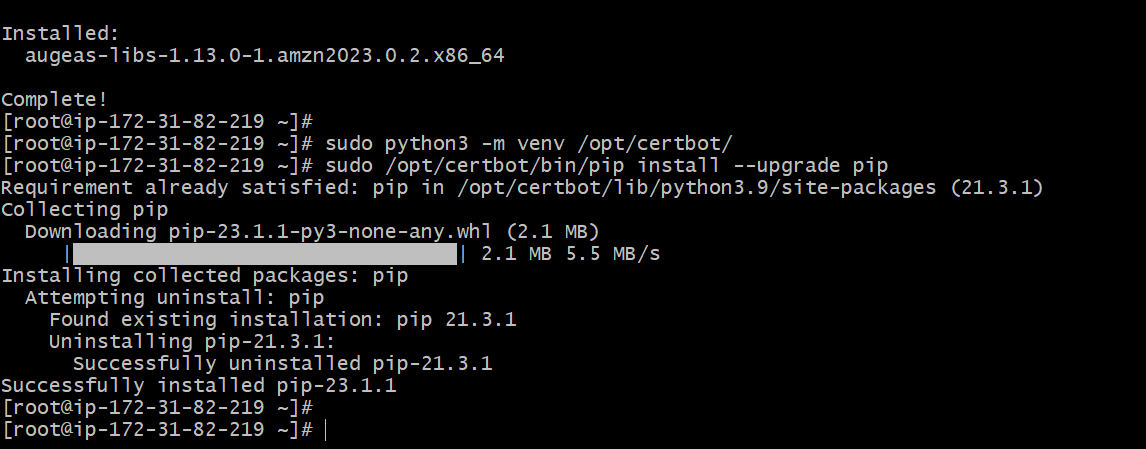 Installed:
  augeas-libs-1.13.0-1.amzn2023.0.2.x86_64
Complete!
[root@ip-172-31-82-219 ~]#
[root@ip-172-31-82-219 ~]# sudo python3 -m venv /opt/certbot/
[root@ip-172-31-82-219 ~]# sudo /opt/certbot/bin/pip install --upgrade pip
Requirement already satisfied: pip in /opt/certbot/lib/python3.9/site-packages (21.3.1)
Collecting pip
  Downloading pip-23.1.1-py3-none-any.whl (2.1 MB)
     |                                | 2.1 MB 5.5 MB/s
Installing collected packages: pip
  Attempting uninstall: pip
    Found existing installation: pip 21.3.1
    Uninstalling pip-21.3.1:
      Successfully uninstalled pip-21.3.1
Successfully installed pip-23.1.1
[root@ip-172-31-82-219 ~]#
[root@ip-172-31-82-219 ~]#